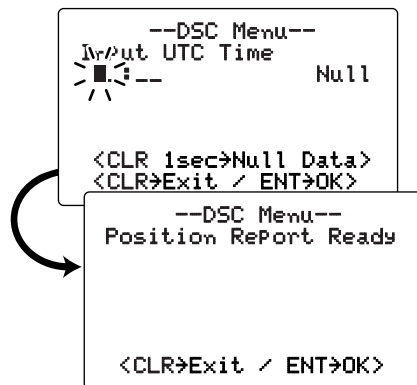 --DSC Menu--
Input UTC Time
:__ Null
<CLR 1sec→Null Data>
<CLR→Exit / ENT→OK>
--DSC Menu--
Position Report Ready
<CLR→Exit / ENT→OK>